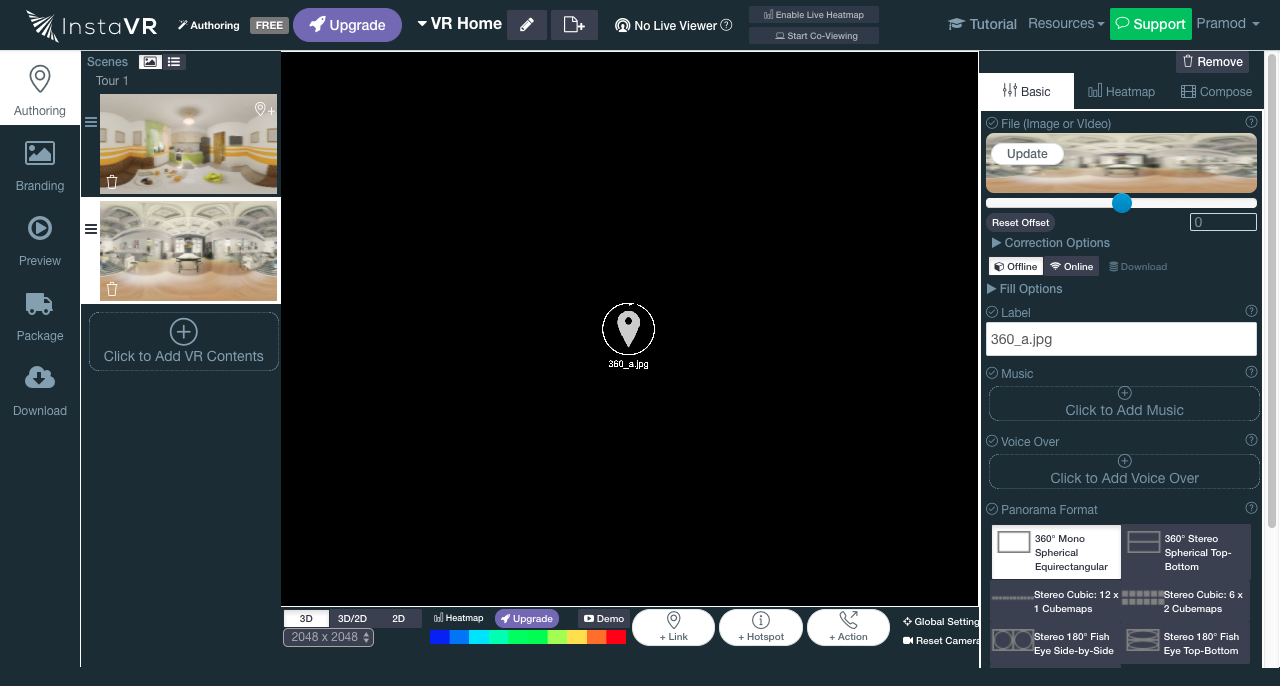 InstaVR
Authoring
FREE
Upgrade
VR Home
No Live Viewer
Enable Live Heatmap
Start Co-Viewing
Tutorial
Resources
Support
Pramod
Authoring
Branding
Preview
Package
Download
Scenes
Tour 1
Click to Add VR Contents
360_a.jpg
3D
3D/2D
2D
2048 x 2048
Heatmap
Upgrade
Demo
+ Link
+ Hotspot
+ Action
Global Setting
Reset Camera
Remove
Basic
Heatmap
Compose
File (Image or VIdeo)
Update
Reset Offset
0
Correction Options
Offline
Online
Download
Fill Options
Label
360_a.jpg
Music
Click to Add Music
Voice Over
Click to Add Voice Over
Panorama Format
360° Mono
Spherical
Equirectangular
360° Stereo
Spherical Top-
Bottom
Stereo Cubic: 12 x
1 Cubemaps
Stereo Cubic: 6 x
2 Cubemaps
Stereo 180° Fish
Eye Side-by-Side
Stereo 180° Fish
Eye Top-Bottom